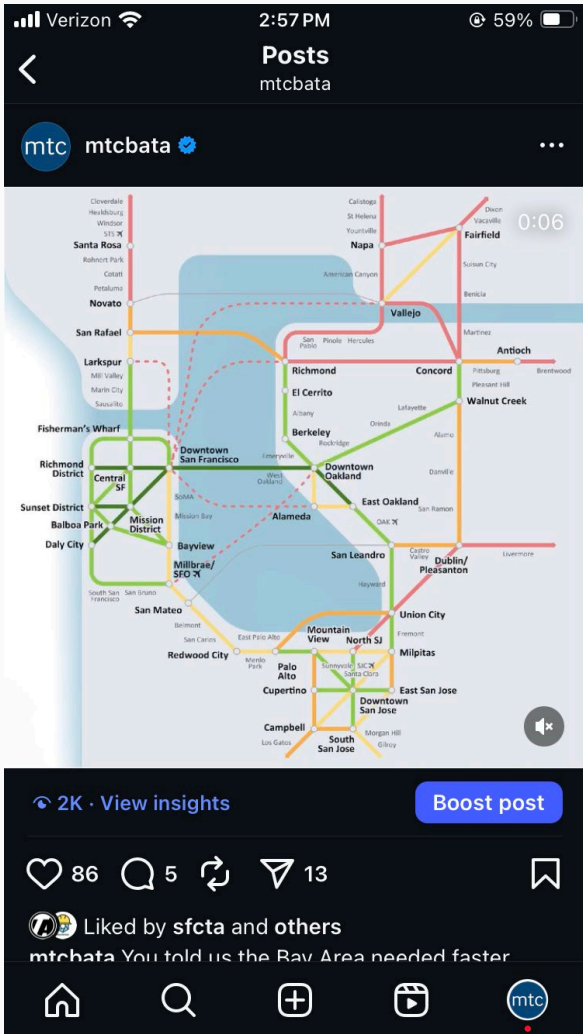 Verizon 2:57 PM 59%
Posts
mtcbata
mtc mtcbata
0:06
Cloverdale
Healdsburg
Windsor
STS
Santa Rosa
Rohnert Park
Cotati
Petaluma
Novato
San Rafael
Larkspur
Mill Valley
Marin City
Sausalito
Calistoga
St Helena
Yountville
Napa
American Canyon
Vallejo
Dixon
Vacaville
Fairfield
Suisun City
Benicia
Martinez
San Pablo
Pinole
Hercules
Richmond
Concord
Antioch
Pittsburg
Brentwood
El Cerrito
Pleasant Hill
Walnut Creek
Albany
Lafayette
Orinda
Berkeley
Rockridge
Alamo
Danville
San Ramon
Fisherman's Wharf
Downtown
San Francisco
Emeryville
Richmond
District
Central
SF
West
Oakland
Downtown
Oakland
SoMA
Sunset District
Mission Bay
Alameda
East Oakland
Balboa Park
Mission
District
OAK
Daly City
Bayview
San Leandro
Castro
Valley
Dublin/
Pleasanton
Livermore
Millbrae/
SFO
Hayward
South San
Francisco
San Bruno
San Mateo
Union City
Belmont
San Carlos
East Palo Alto
Mountain
View
North SJ
Fremont
Redwood City
Menlo
Park
Palo
Alto
Sunnyvale
SJC
Santa Clara
Milpitas
Cupertino
East San Jose
Downtown
San Jose
Campbell
Los Gatos
South
San Jose
Morgan Hill
Gilroy
2K · View insights
Boost post
86 5 13
Liked by sfcta and others
mtcbata You told us the Bay Area needed faster
mtc